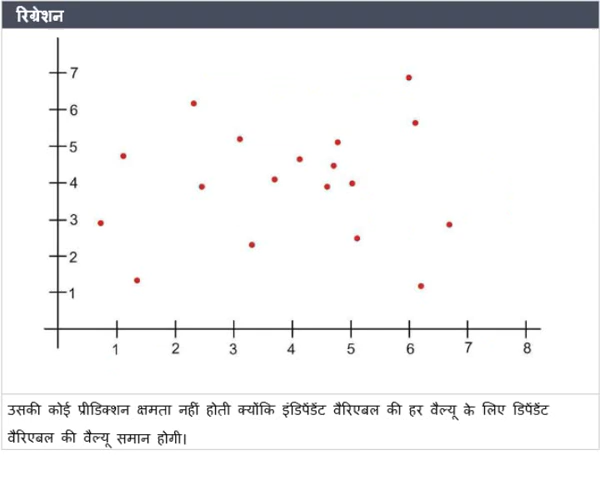 रिग्रेशन
7
6
5
4
3
2
1
1 2 3 4 5 6 7 8
उसकी कोई प्रीडिक्शन क्षमता नहीं होती क्योंकि इंडिपेंडेंट वैरिएबल की हर वैल्यू के लिए डिपेंडेंट
वैरिएबल की वैल्यू समान होगी।